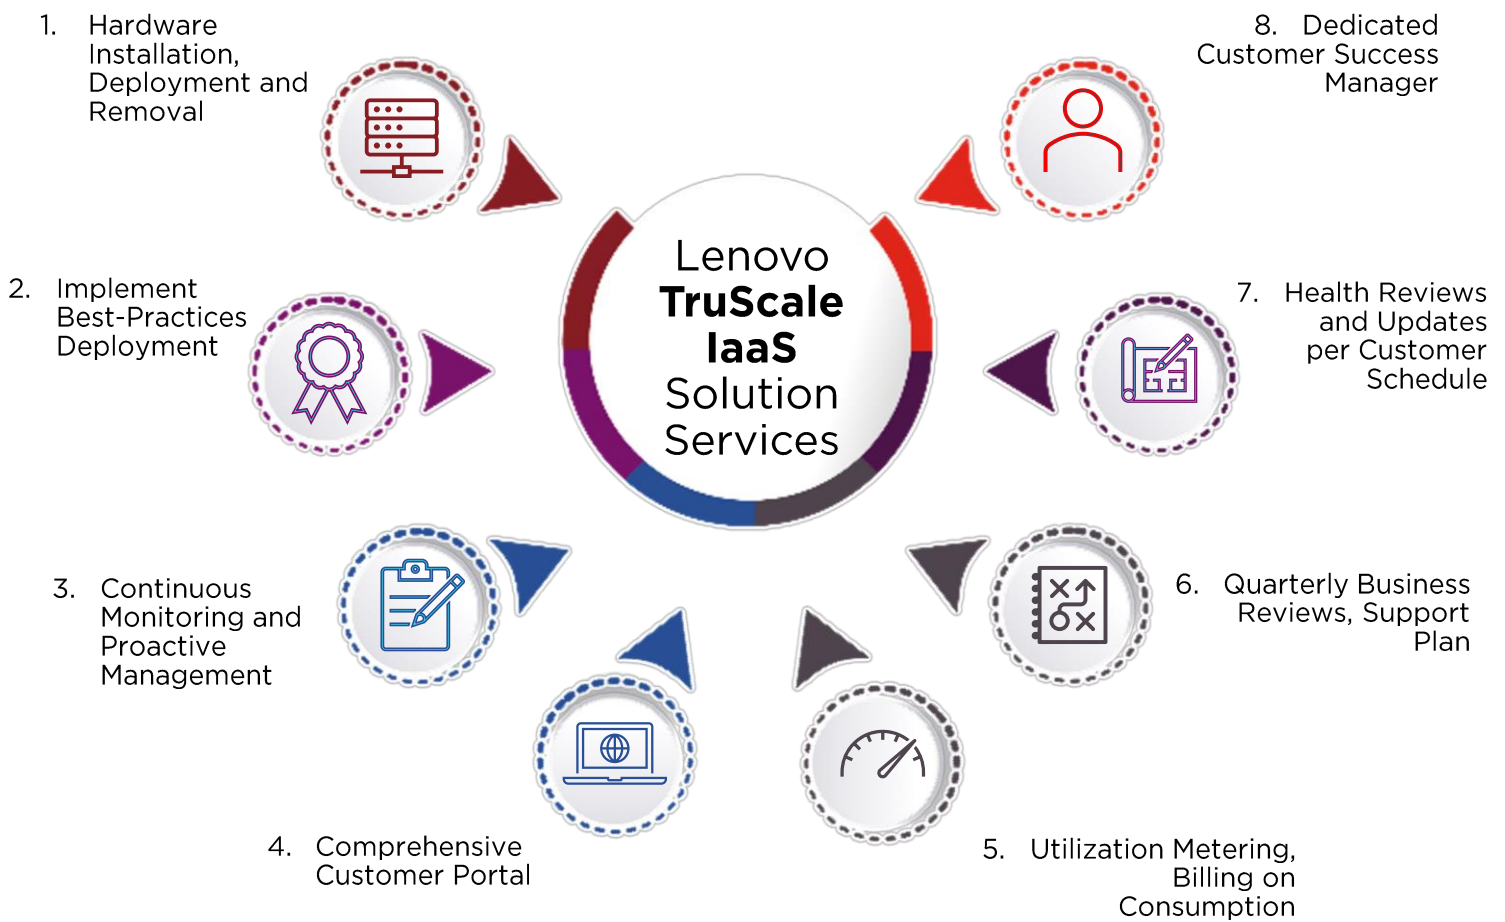 Lenovo
TruScale
IaaS
Solution
Services
1. Hardware
Installation,
Deployment and
Removal
2. Implement
Best-Practices
Deployment
3. Continuous
Monitoring and
Proactive
Management
4. Comprehensive
Customer Portal
5. Utilization Metering,
Billing on
Consumption
6. Quarterly Business
Reviews, Support
Plan
7. Health Reviews
and Updates
per Customer
Schedule
8. Dedicated
Customer Success
Manager